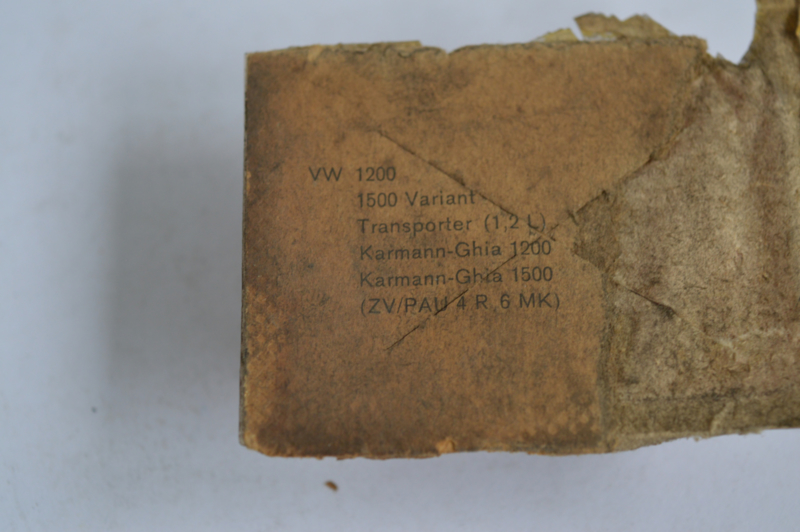 VW 1200
1500 Variant
Transporter (1,2 L)
Karmann-Ghia 1200
Karmann-Ghia 1500
(ZV/PAU 4 R 6 MK)